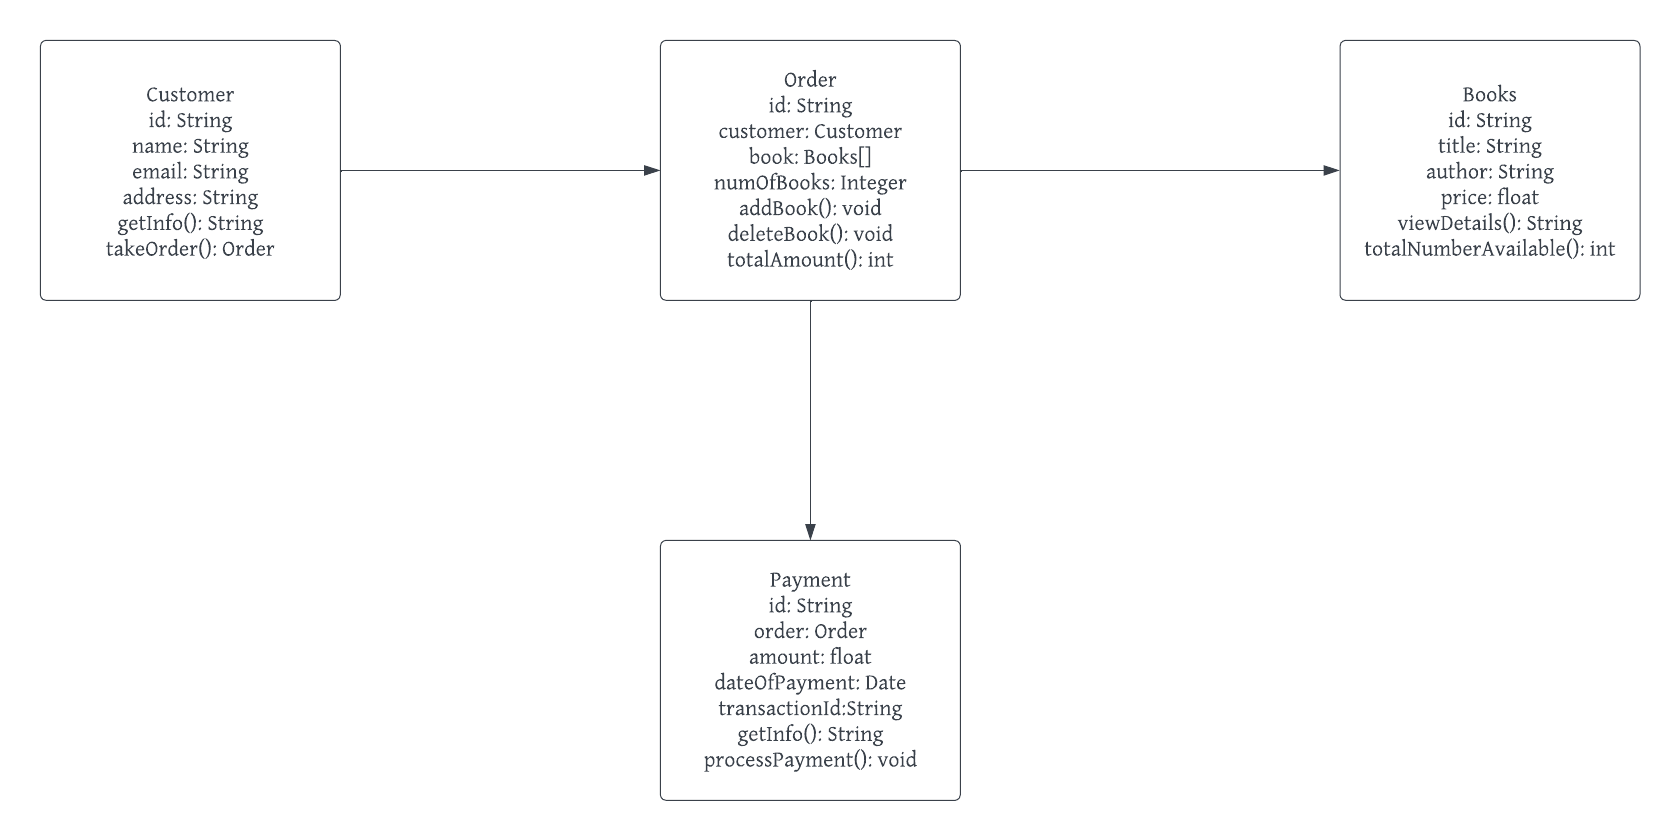 Customer
id: String
name: String
email: String
address: String
getInfo(): String
takeOrder(): Order
Order
id: String
customer: Customer
book: Books[]
numOfBooks: Integer
addBook(): void
deleteBook(): void
totalAmount(): int
Books
id: String
title: String
author: String
price: float
viewDetails(): String
totalNumberAvailable(): int
Payment
id: String
order: Order
amount: float
dateOfPayment: Date
transactionId:String
getInfo(): String
processPayment(): void